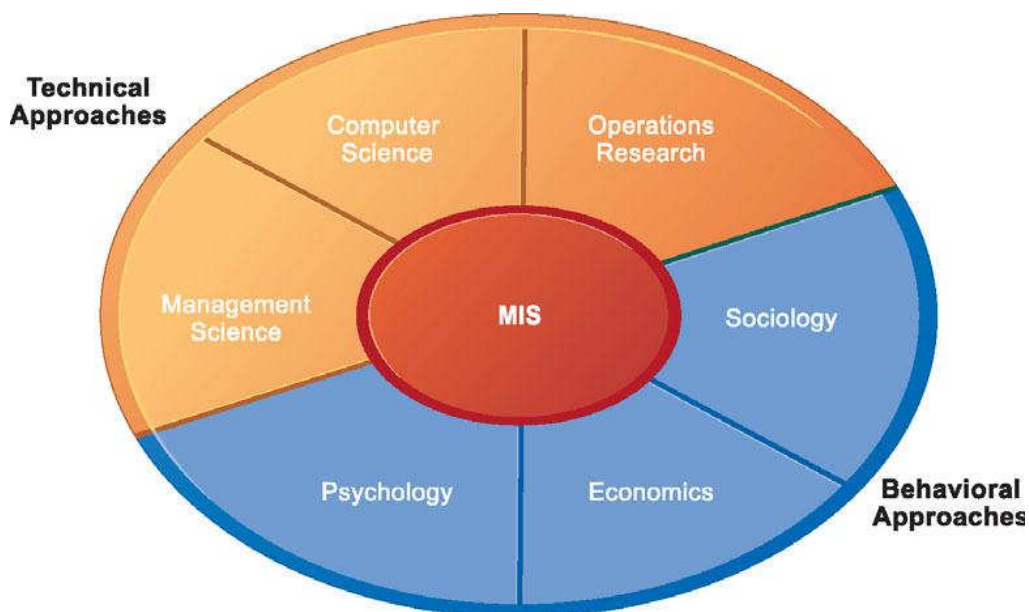 Technical
Approaches
Computer
Science
Operations
Research
Management
Science
MIS
Sociology
Psychology
Economics
Behavioral
Approaches